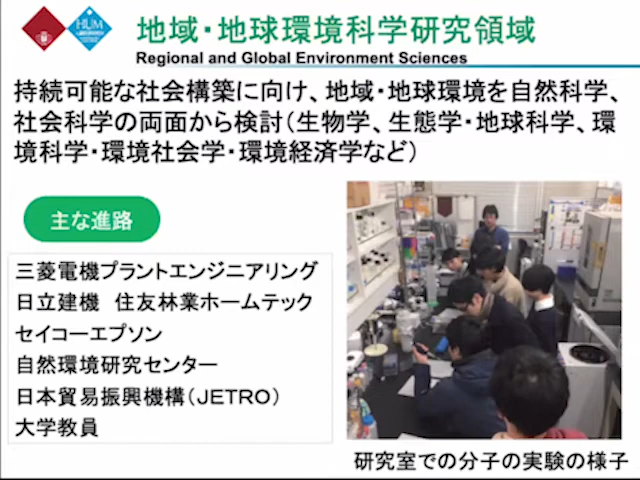 HUM
地域・地球環境科学研究領域
Regional and Global Environment Sciences
持続可能な社会構築に向け、地域・地球環境を自然科学、
社会科学の両面から検討（生物学、生態学・地球科学、環
境科学・環境社会学・環境経済学など）
主な進路
三菱電機プラントエンジニアリング
日立建機　住友林業ホームテック
セイコーエプソン
自然環境研究センター
日本貿易振興機構（JETRO）
大学教員
研究室での分子の実験の様子